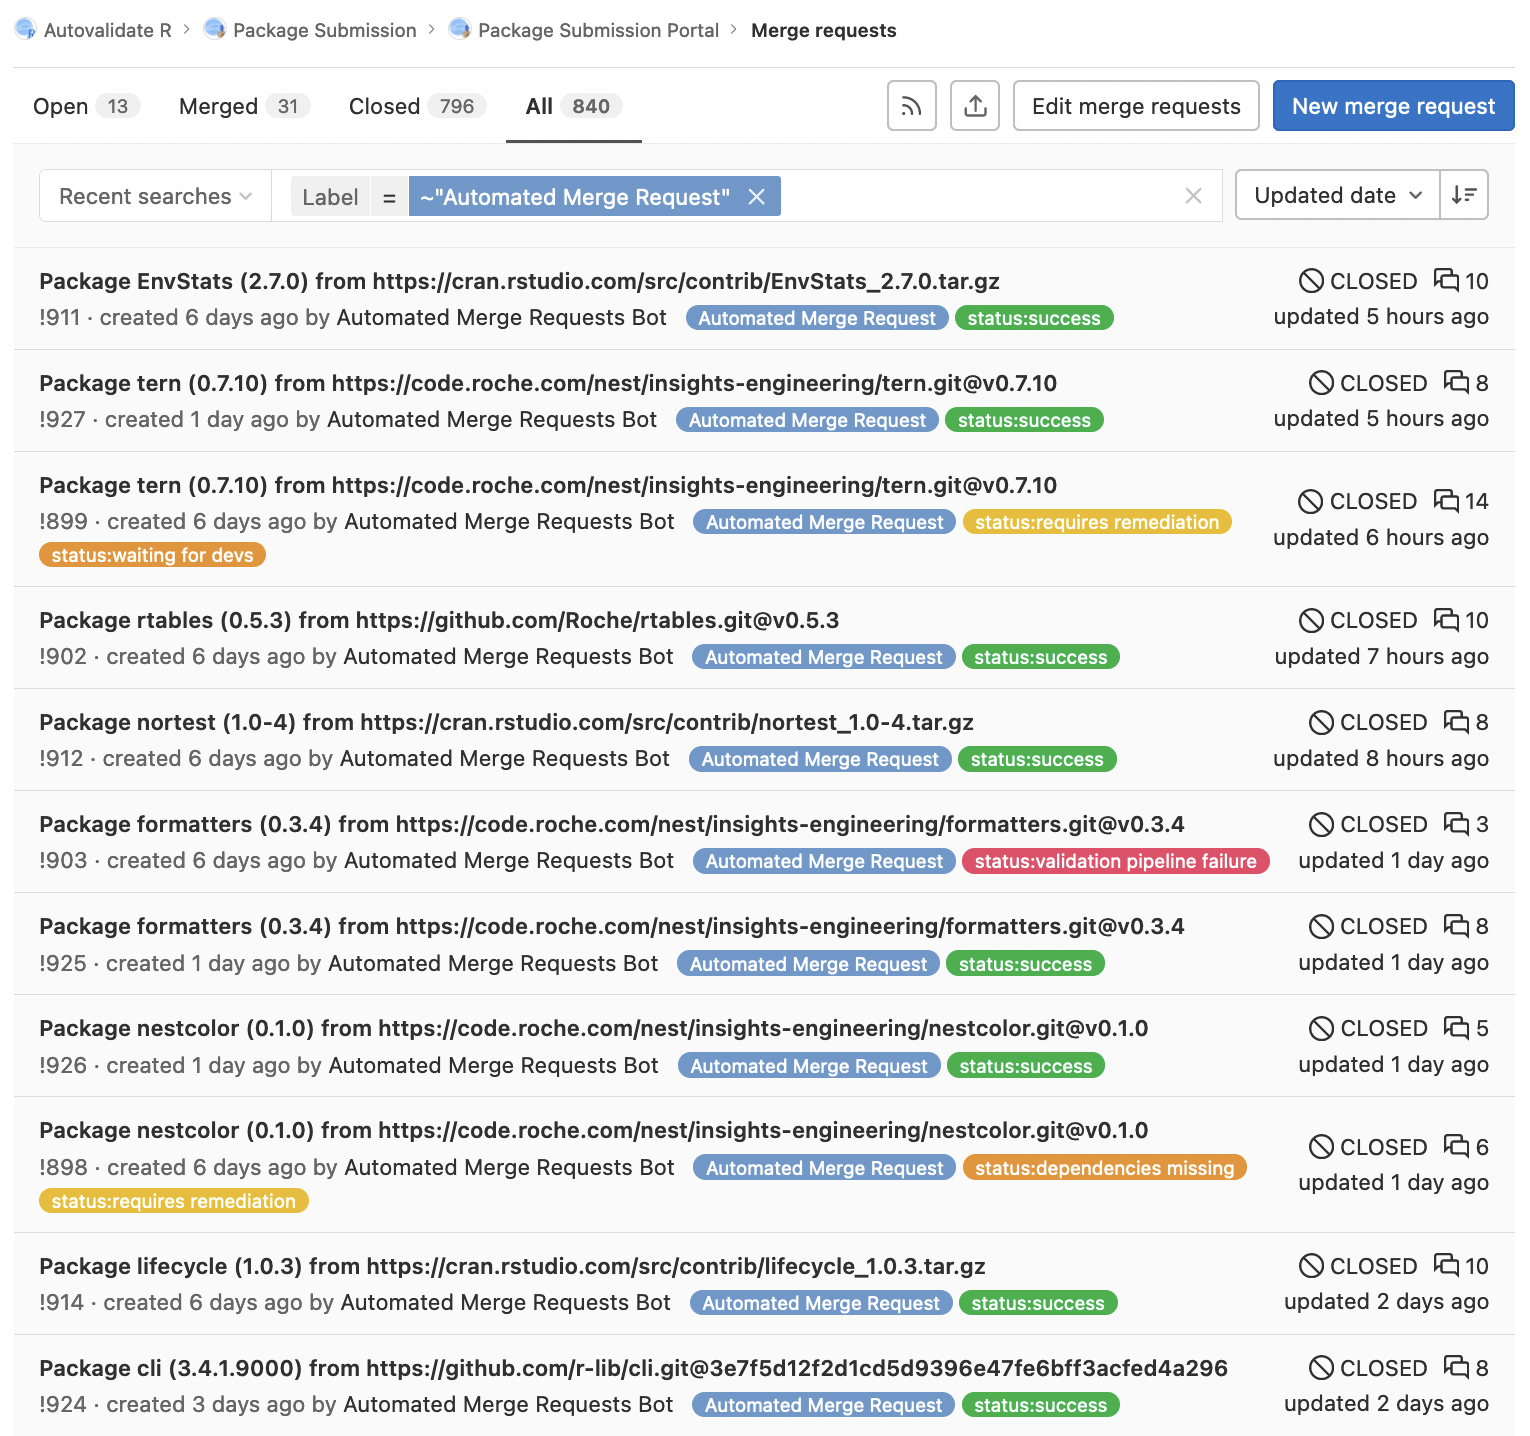 Autovalidate R > Package Submission > Package Submission Portal > Merge requests
Open 13 Merged 31 Closed 796 All 840 Edit merge requests New merge request
Recent searches Label = ~"Automated Merge Request" Updated date
Package EnvStats (2.7.0) from https://cran.rstudio.com/src/contrib/EnvStats_2.7.0.tar.gz CLOSED 10
!911 · created 6 days ago by Automated Merge Requests Bot Automated Merge Request status:success updated 5 hours ago
Package tern (0.7.10) from https://code.roche.com/nest/insights-engineering/tern.git@v0.7.10 CLOSED 8
!927 · created 1 day ago by Automated Merge Requests Bot Automated Merge Request status:success updated 5 hours ago
Package tern (0.7.10) from https://code.roche.com/nest/insights-engineering/tern.git@v0.7.10 CLOSED 14
!899 · created 6 days ago by Automated Merge Requests Bot Automated Merge Request status:requires remediation updated 6 hours ago
status:waiting for devs
Package rtables (0.5.3) from https://github.com/Roche/rtables.git@v0.5.3 CLOSED 10
!902 · created 6 days ago by Automated Merge Requests Bot Automated Merge Request status:success updated 7 hours ago
Package nortest (1.0-4) from https://cran.rstudio.com/src/contrib/nortest_1.0-4.tar.gz CLOSED 8
!912 · created 6 days ago by Automated Merge Requests Bot Automated Merge Request status:success updated 8 hours ago
Package formatters (0.3.4) from https://code.roche.com/nest/insights-engineering/formatters.git@v0.3.4 CLOSED 3
!903 · created 6 days ago by Automated Merge Requests Bot Automated Merge Request status:validation pipeline failure updated 1 day ago
Package formatters (0.3.4) from https://code.roche.com/nest/insights-engineering/formatters.git@v0.3.4 CLOSED 8
!925 · created 1 day ago by Automated Merge Requests Bot Automated Merge Request status:success updated 1 day ago
Package nestcolor (0.1.0) from https://code.roche.com/nest/insights-engineering/nestcolor.git@v0.1.0 CLOSED 5
!926 · created 1 day ago by Automated Merge Requests Bot Automated Merge Request status:success updated 1 day ago
Package nestcolor (0.1.0) from https://code.roche.com/nest/insights-engineering/nestcolor.git@v0.1.0 CLOSED 6
!898 · created 6 days ago by Automated Merge Requests Bot Automated Merge Request status:dependencies missing updated 1 day ago
status:requires remediation
Package lifecycle (1.0.3) from https://cran.rstudio.com/src/contrib/lifecycle_1.0.3.tar.gz CLOSED 10
!914 · created 6 days ago by Automated Merge Requests Bot Automated Merge Request status:success updated 2 days ago
Package cli (3.4.1.9000) from https://github.com/r-lib/cli.git@3e7f5d12f2d1cd5d9396e47fe6bff3acfed4a296 CLOSED 8
!924 · created 3 days ago by Automated Merge Requests Bot Automated Merge Request status:success updated 2 days ago